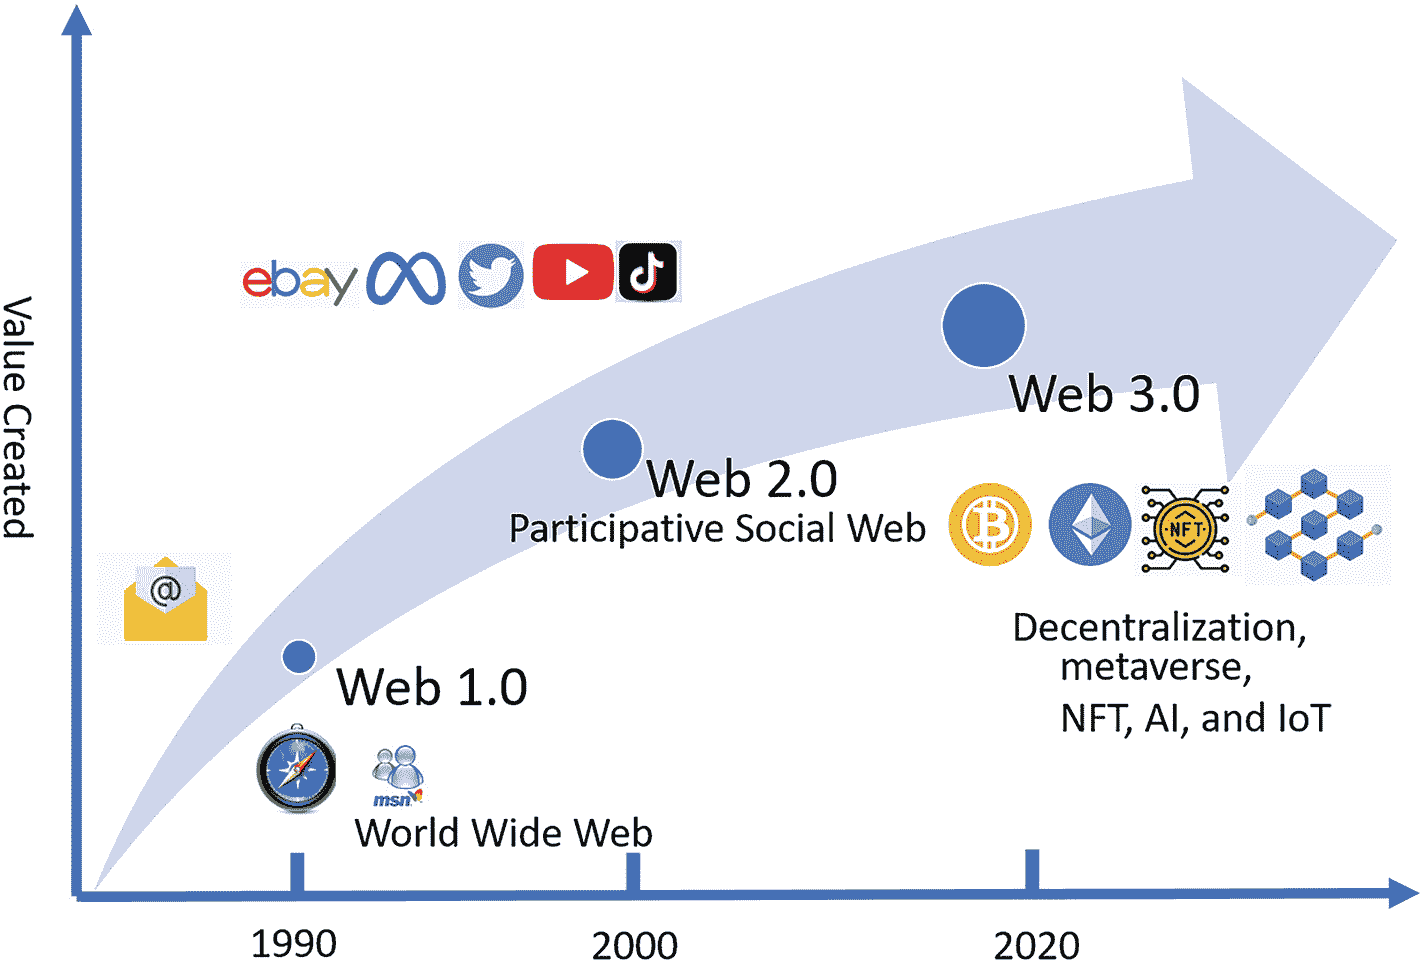 Value Created
ebay
@
Web 3.0
Web 2.0
Participative Social Web
B
NFT
Decentralization,
metaverse,
NFT, AI, and IoT
Web 1.0
msn
World Wide Web
1990
2000
2020